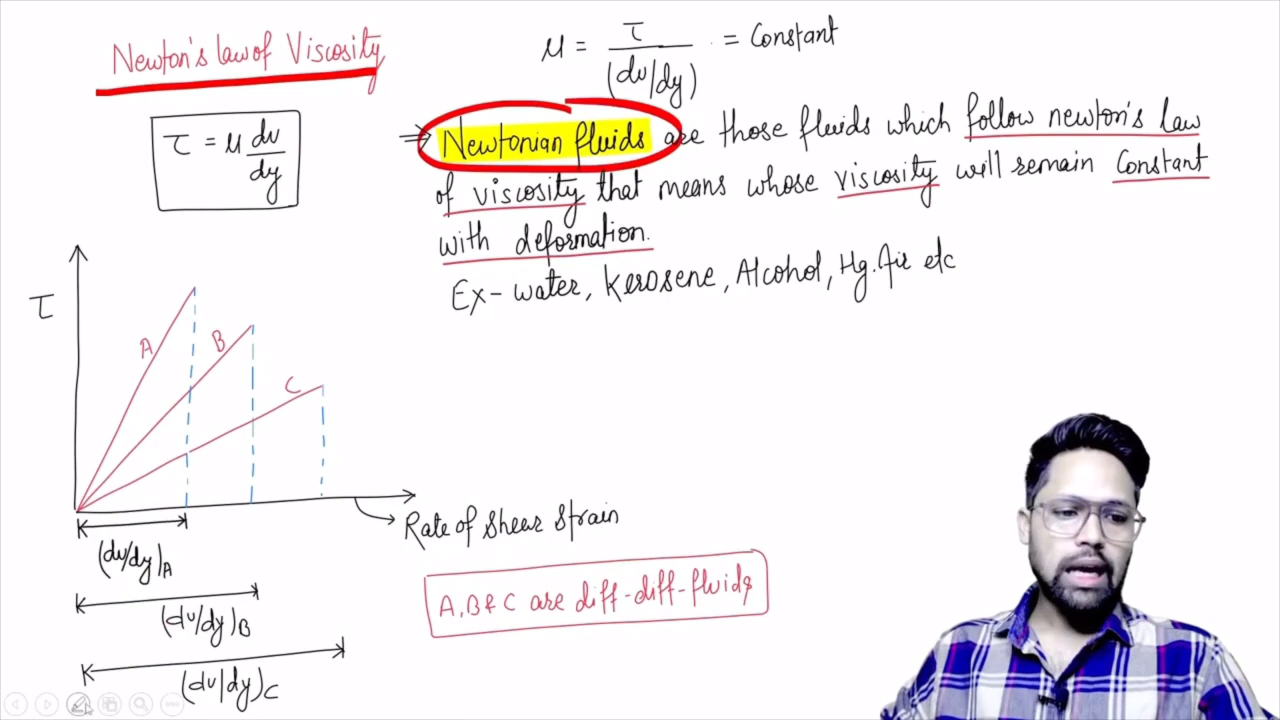 Newton's law of Viscosity
τ = μ du/dy
μ = τ/(du/dy) = Constant
⇒ Newtonian fluids are those fluids which follow newton's law
of viscosity that means whose viscosity will remain Constant
with deformation.
Ex- water, Kerosene, Alcohol, Hg. Air etc
τ
A
B
C
Rate of Shear Strain
(du/dy)A
(du/dy)B
(du/dy)C
A, B & C are diff-diff-fluids